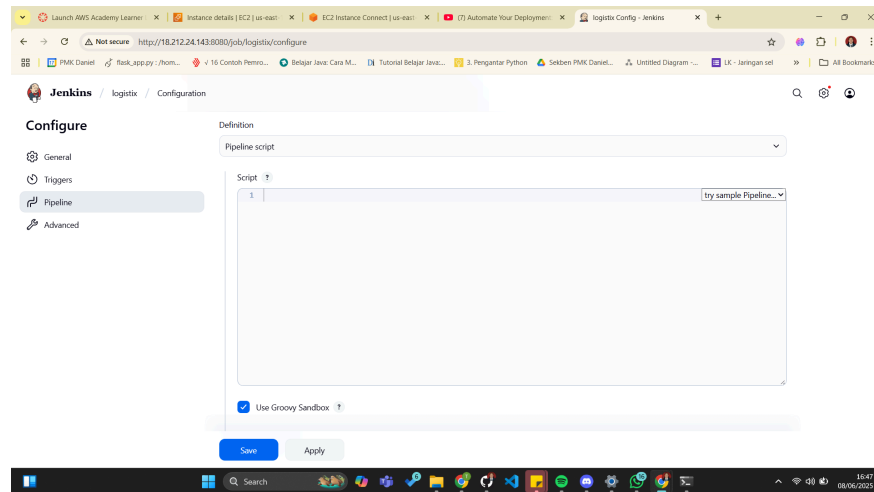 Launch AWS Academy Learner
Instance details | EC2 | us-east-
EC2 Instance Connect | us-east-
(7) Automate Your Deployment
logistix Config - Jenkins
Not secure http://18.212.24.143:8080/job/logistix/configure
PMK Daniel
flask_app.py : /hom...
√ 16 Contoh Pemro...
Belajar Java: Cara M...
Tutorial Belajar Java:...
3. Pengantar Python
Sekben PMK Daniel...
Untitled Diagram -...
LK - Jaringan sel
All Bookmarks
Jenkins / logistix / Configuration
Configure
General
Triggers
Pipeline
Advanced
Definition
Pipeline script
Script ?
1
try sample Pipeline...
Use Groovy Sandbox ?
Save
Apply
Search
16:47
08/06/2025